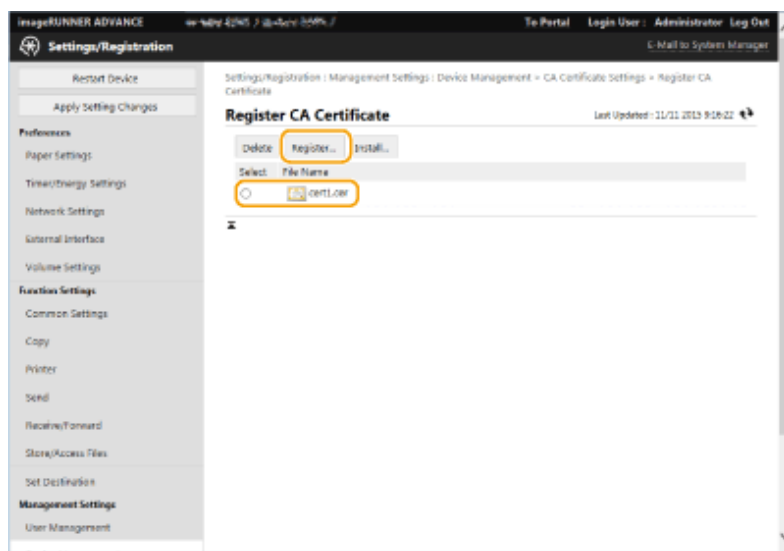 imageRUNNER ADVANCE
To Portal Login User : Administrator Log Out
Settings/Registration
E-Mail to System Manager
Restart Device
Apply Setting Changes
Preferences
Paper Settings
Timer/Energy Settings
Network Settings
External Interface
Volume Settings
Function Settings
Common Settings
Copy
Printer
Send
Receive/Forward
Store/Access Files
Set Destination
Management Settings
User Management
Settings/Registration : Management Settings : Device Management > CA Certificate Settings > Register CA
Certificate
Register CA Certificate
Last Updated : 11/11 2015 9:16:22
Delete Register... Install...
Select File Name
cert1.cer